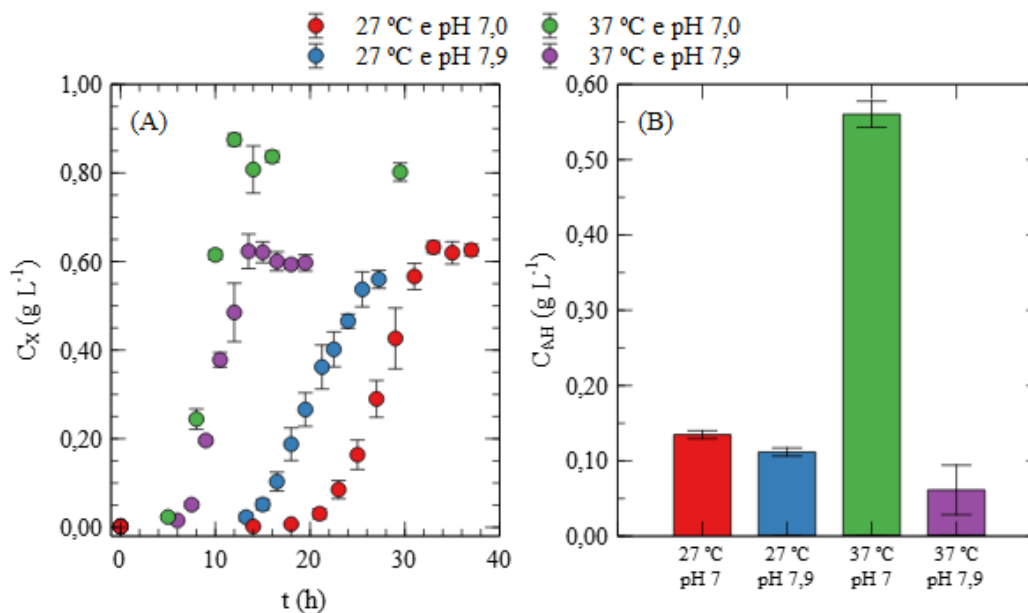 27 ºC e pH 7,0
37 ºC e pH 7,0
27 ºC e pH 7,9
37 ºC e pH 7,9
(A)
1,00
0,80
0,60
0,40
0,20
0,00
0
10
20
30
40
C_X (g L⁻¹)
t (h)
(B)
0,60
0,50
0,40
0,30
0,20
0,10
0,00
C_AH (g L⁻¹)
27 ºC
pH 7
27 ºC
pH 7,9
37 ºC
pH 7
37 ºC
pH 7,9